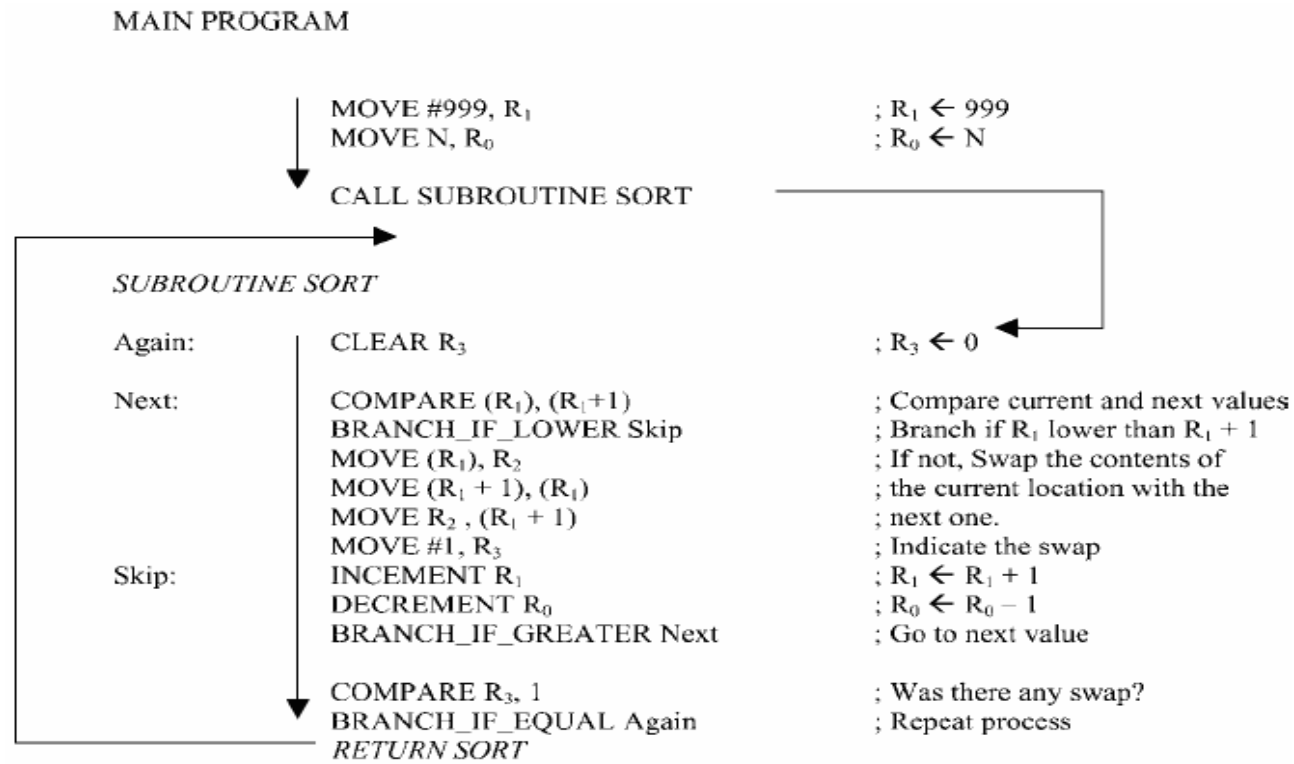 MAIN PROGRAM
MOVE #999, R₁ ; R₁ ← 999
MOVE N, R₀ ; R₀ ← N
CALL SUBROUTINE SORT
SUBROUTINE SORT
Again: CLEAR R₃ ; R₃ ← 0
Next: COMPARE (R₁), (R₁+1) ; Compare current and next values
BRANCH_IF_LOWER Skip ; Branch if R₁ lower than R₁ + 1
MOVE (R₁), R₂ ; If not, Swap the contents of
MOVE (R₁ + 1), (R₁) ; the current location with the
MOVE R₂ , (R₁ + 1) ; next one.
MOVE #1, R₃ ; Indicate the swap
Skip: INCEMENT R₁ ; R₁ ← R₁ + 1
DECREMENT R₀ ; R₀ ← R₀ – 1
BRANCH_IF_GREATER Next ; Go to next value
COMPARE R₃, 1 ; Was there any swap?
BRANCH_IF_EQUAL Again ; Repeat process
RETURN SORT